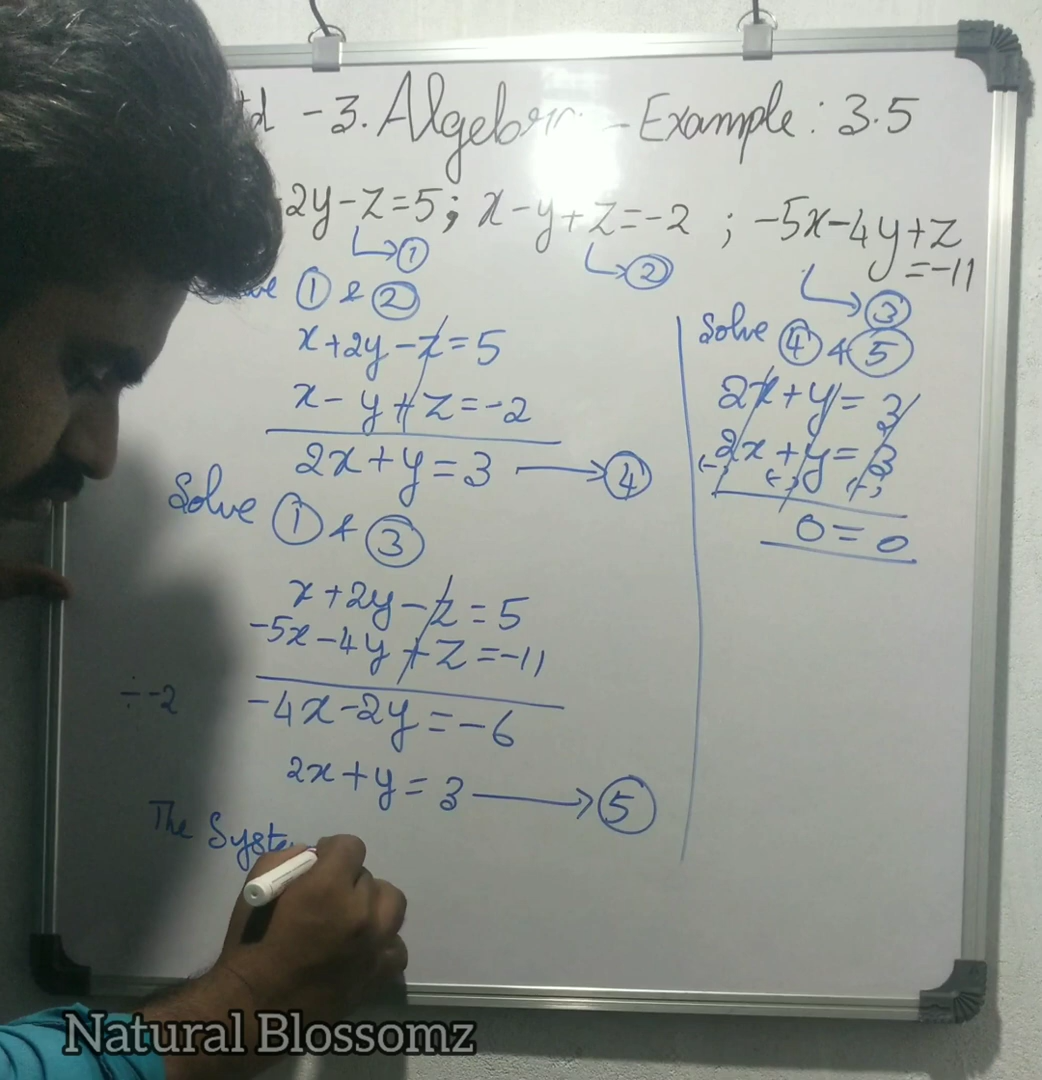 -3. Algebra - Example: 3.5
2y-z=5; x-y+z=-2 ; -5x-4y+z
=-11
→① →② →③
① & ②
x+2y-z=5
x-y+z=-2
2x+y=3 → ④
Solve ① & ③
x+2y-z=5
-5x-4y+z=-11
÷-2 -4x-2y=-6
2x+y=3 → ⑤
The Syste
Solve ④ & ⑤
2x+y=3
2x+y=3
(-) (-) (-)
0=0
Natural Blossomz